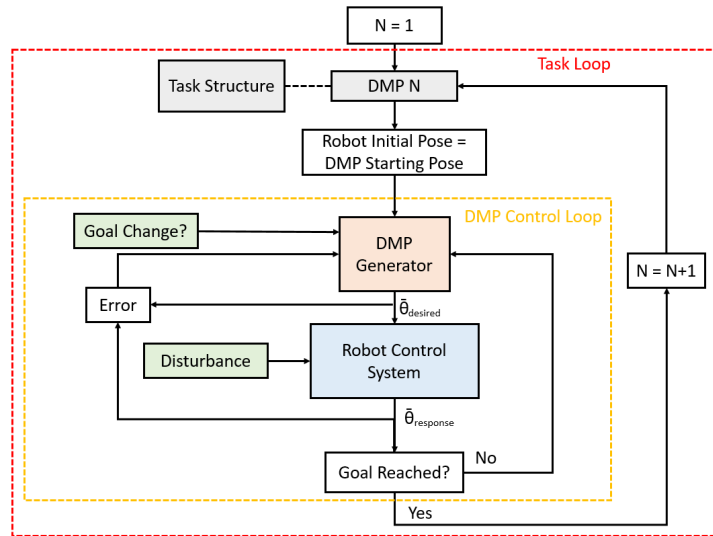 N = 1
Task Loop
Task Structure
DMP N
Robot Initial Pose =
DMP Starting Pose
DMP Control Loop
Goal Change?
DMP
Generator
N = N+1
Error
θ̄desired
Disturbance
Robot Control
System
θ̄response
Goal Reached?
No
Yes